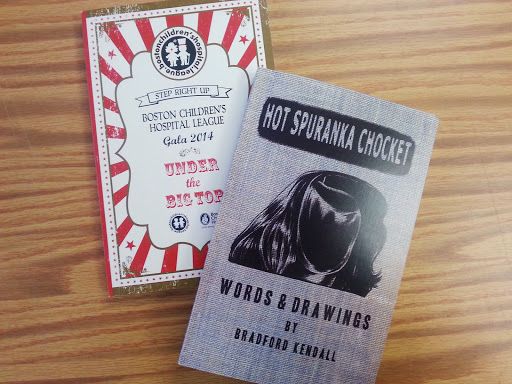 bostonchildren'shospital.league
STEP RIGHT UP
BOSTON CHILDREN'S
HOSPITAL LEAGUE
Gala 2014
UNDER
the
BIG TOP
HOT SPURANKA CHOCKET
WORDS & DRAWINGS
BY
BRADFORD KENDALL